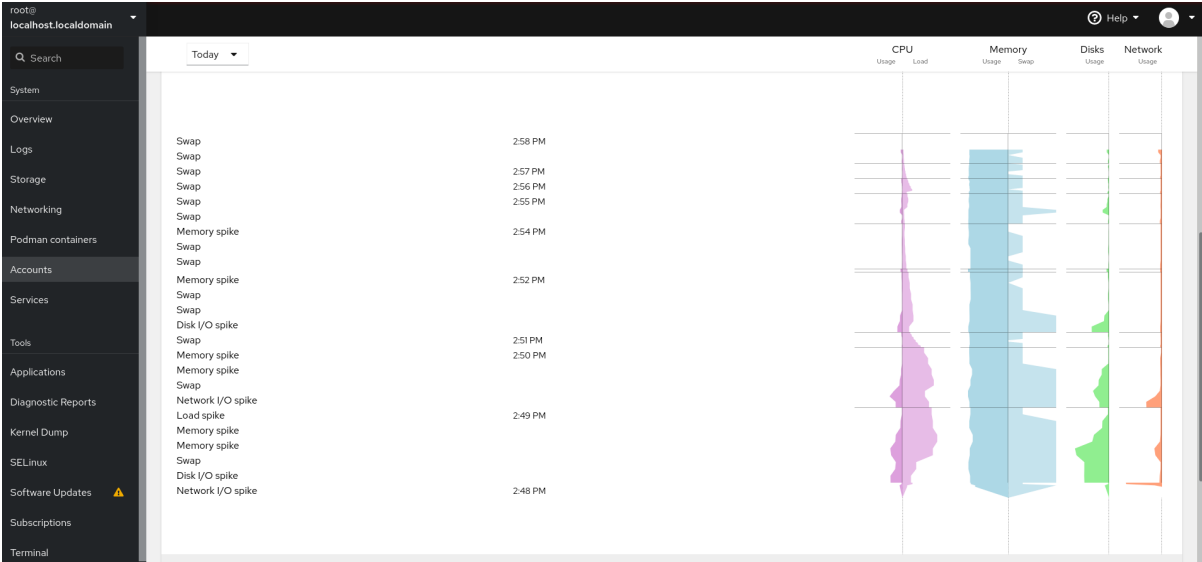 root@
localhost.localdomain
Help
Search
System
Overview
Logs
Storage
Networking
Podman containers
Accounts
Services
Tools
Applications
Diagnostic Reports
Kernel Dump
SELinux
Software Updates
Subscriptions
Terminal
Today
CPU Memory Disks Network
Usage Load Usage Swap Usage Usage
Swap 2:58 PM
Swap
Swap 2:57 PM
Swap 2:56 PM
Swap 2:55 PM
Swap
Memory spike 2:54 PM
Swap
Swap
Memory spike 2:52 PM
Swap
Swap
Disk I/O spike
Swap 2:51 PM
Memory spike 2:50 PM
Memory spike
Swap
Network I/O spike
Load spike 2:49 PM
Memory spike
Memory spike
Swap
Disk I/O spike
Network I/O spike 2:48 PM